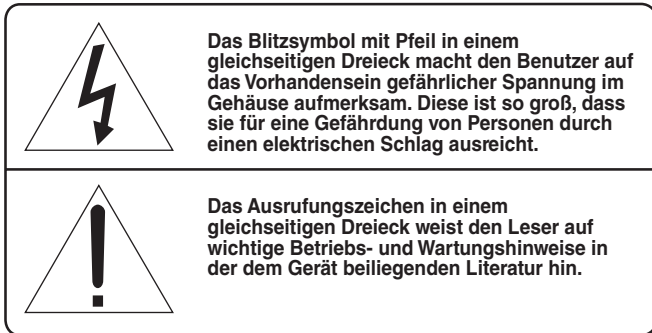 Das Blitzsymbol mit Pfeil in einem
gleichseitigen Dreieck macht den Benutzer auf
das Vorhandensein gefährlicher Spannung im
Gehäuse aufmerksam. Diese ist so groß, dass
sie für eine Gefährdung von Personen durch
einen elektrischen Schlag ausreicht.
Das Ausrufungszeichen in einem
gleichseitigen Dreieck weist den Leser auf
wichtige Betriebs- und Wartungshinweise in
der dem Gerät beiliegenden Literatur hin.